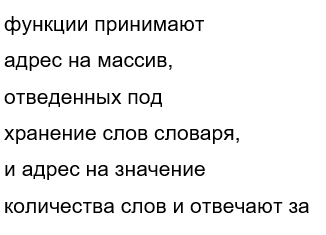 функции принимают
адрес на массив,
отведенных под
хранение слов словаря,
и адрес на значение
количества слов и отвечают за